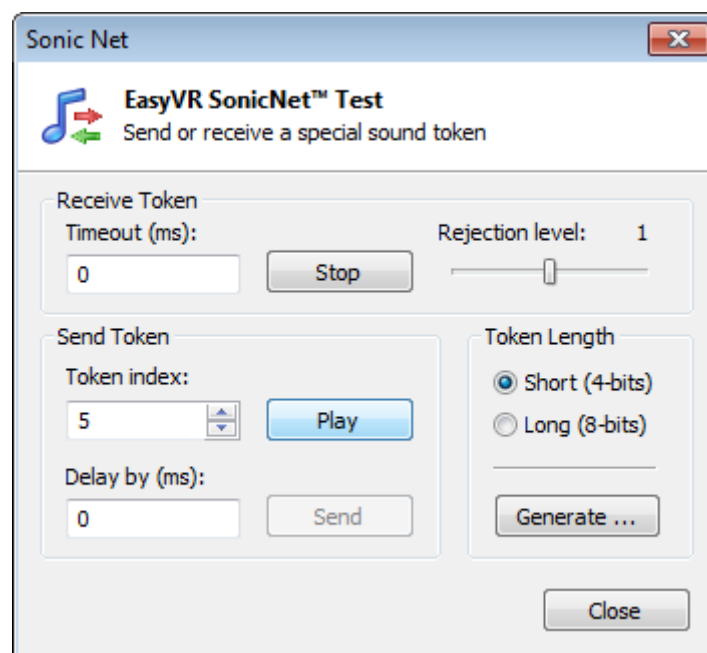 Sonic Net
EasyVR SonicNet™ Test
Send or receive a special sound token
Receive Token
Timeout (ms):
Rejection level: 1
0
Stop
Send Token
Token index:
5
Play
Delay by (ms):
0
Send
Token Length
Short (4-bits)
Long (8-bits)
Generate ...
Close